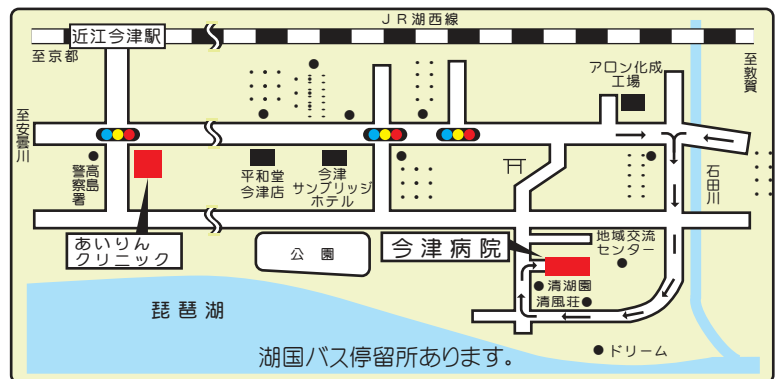 JR湖西線
近江今津駅
至京都
至敦賀
アロン化成
工場
至安曇川
高島
警察署
平和堂
今津店
今津
サンブリッジ
ホテル
石田川
あいりん
クリニック
公園
今津病院
地域交流
センター
清湖園
清風荘
琵琶湖
ドリーム
湖国バス停留所あります。